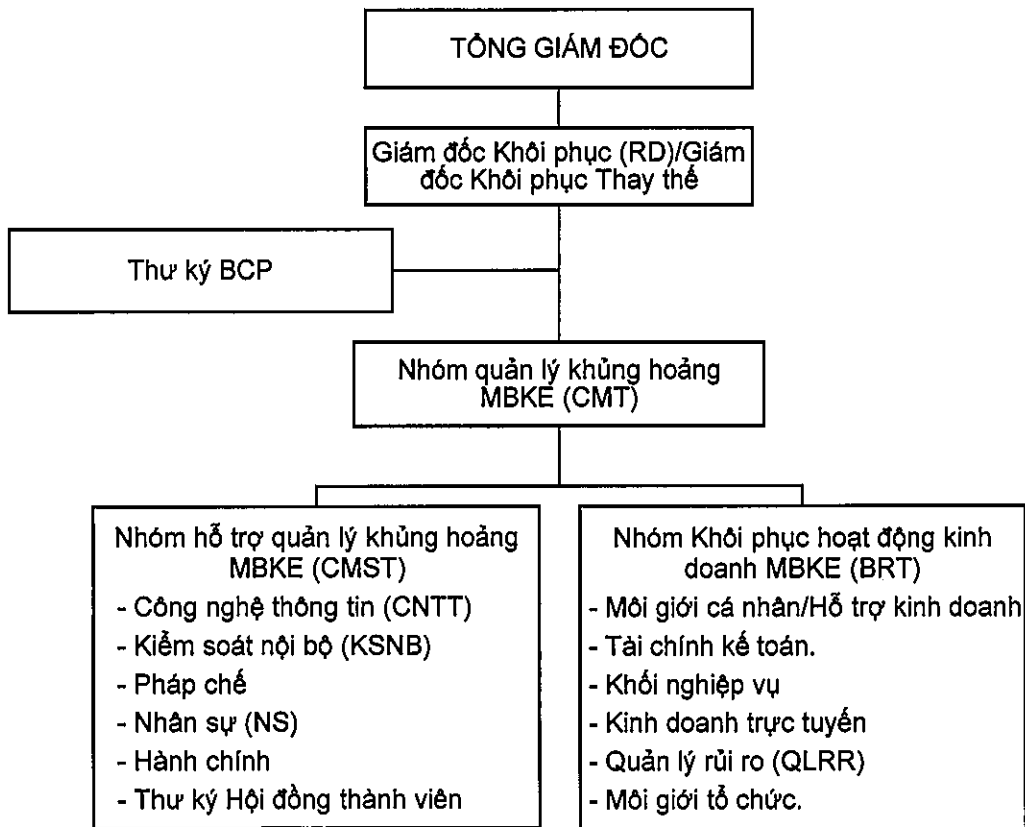 TỔNG GIÁM ĐỐC
Giám đốc Khôi phục (RD)/Giám
đốc Khôi phục Thay thế
Thư ký BCP
Nhóm quản lý khủng hoảng
MBKE (CMT)
Nhóm hỗ trợ quản lý khủng hoảng
MBKE (CMST)
- Công nghệ thông tin (CNTT)
- Kiểm soát nội bộ (KSNB)
- Pháp chế
- Nhân sự (NS)
- Hành chính
- Thư ký Hội đồng thành viên
Nhóm Khôi phục hoạt động kinh
doanh MBKE (BRT)
- Môi giới cá nhân/Hỗ trợ kinh doanh
- Tài chính kế toán.
- Khối nghiệp vụ
- Kinh doanh trực tuyến
- Quản lý rủi ro (QLRR)
- Môi giới tổ chức.